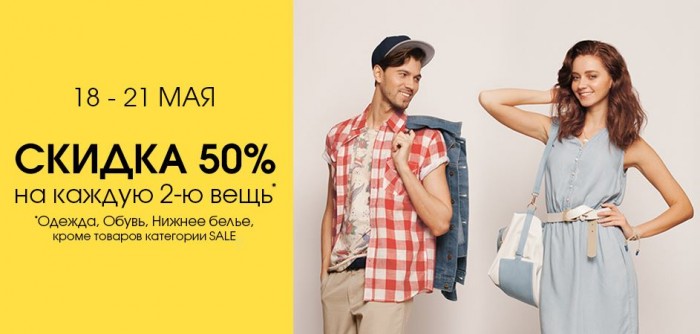 18 - 21 МАЯ
СКИДКА 50%
на каждую 2-ю вещь*
*Одежда, Обувь, Нижнее белье,
кроме товаров категории SALE